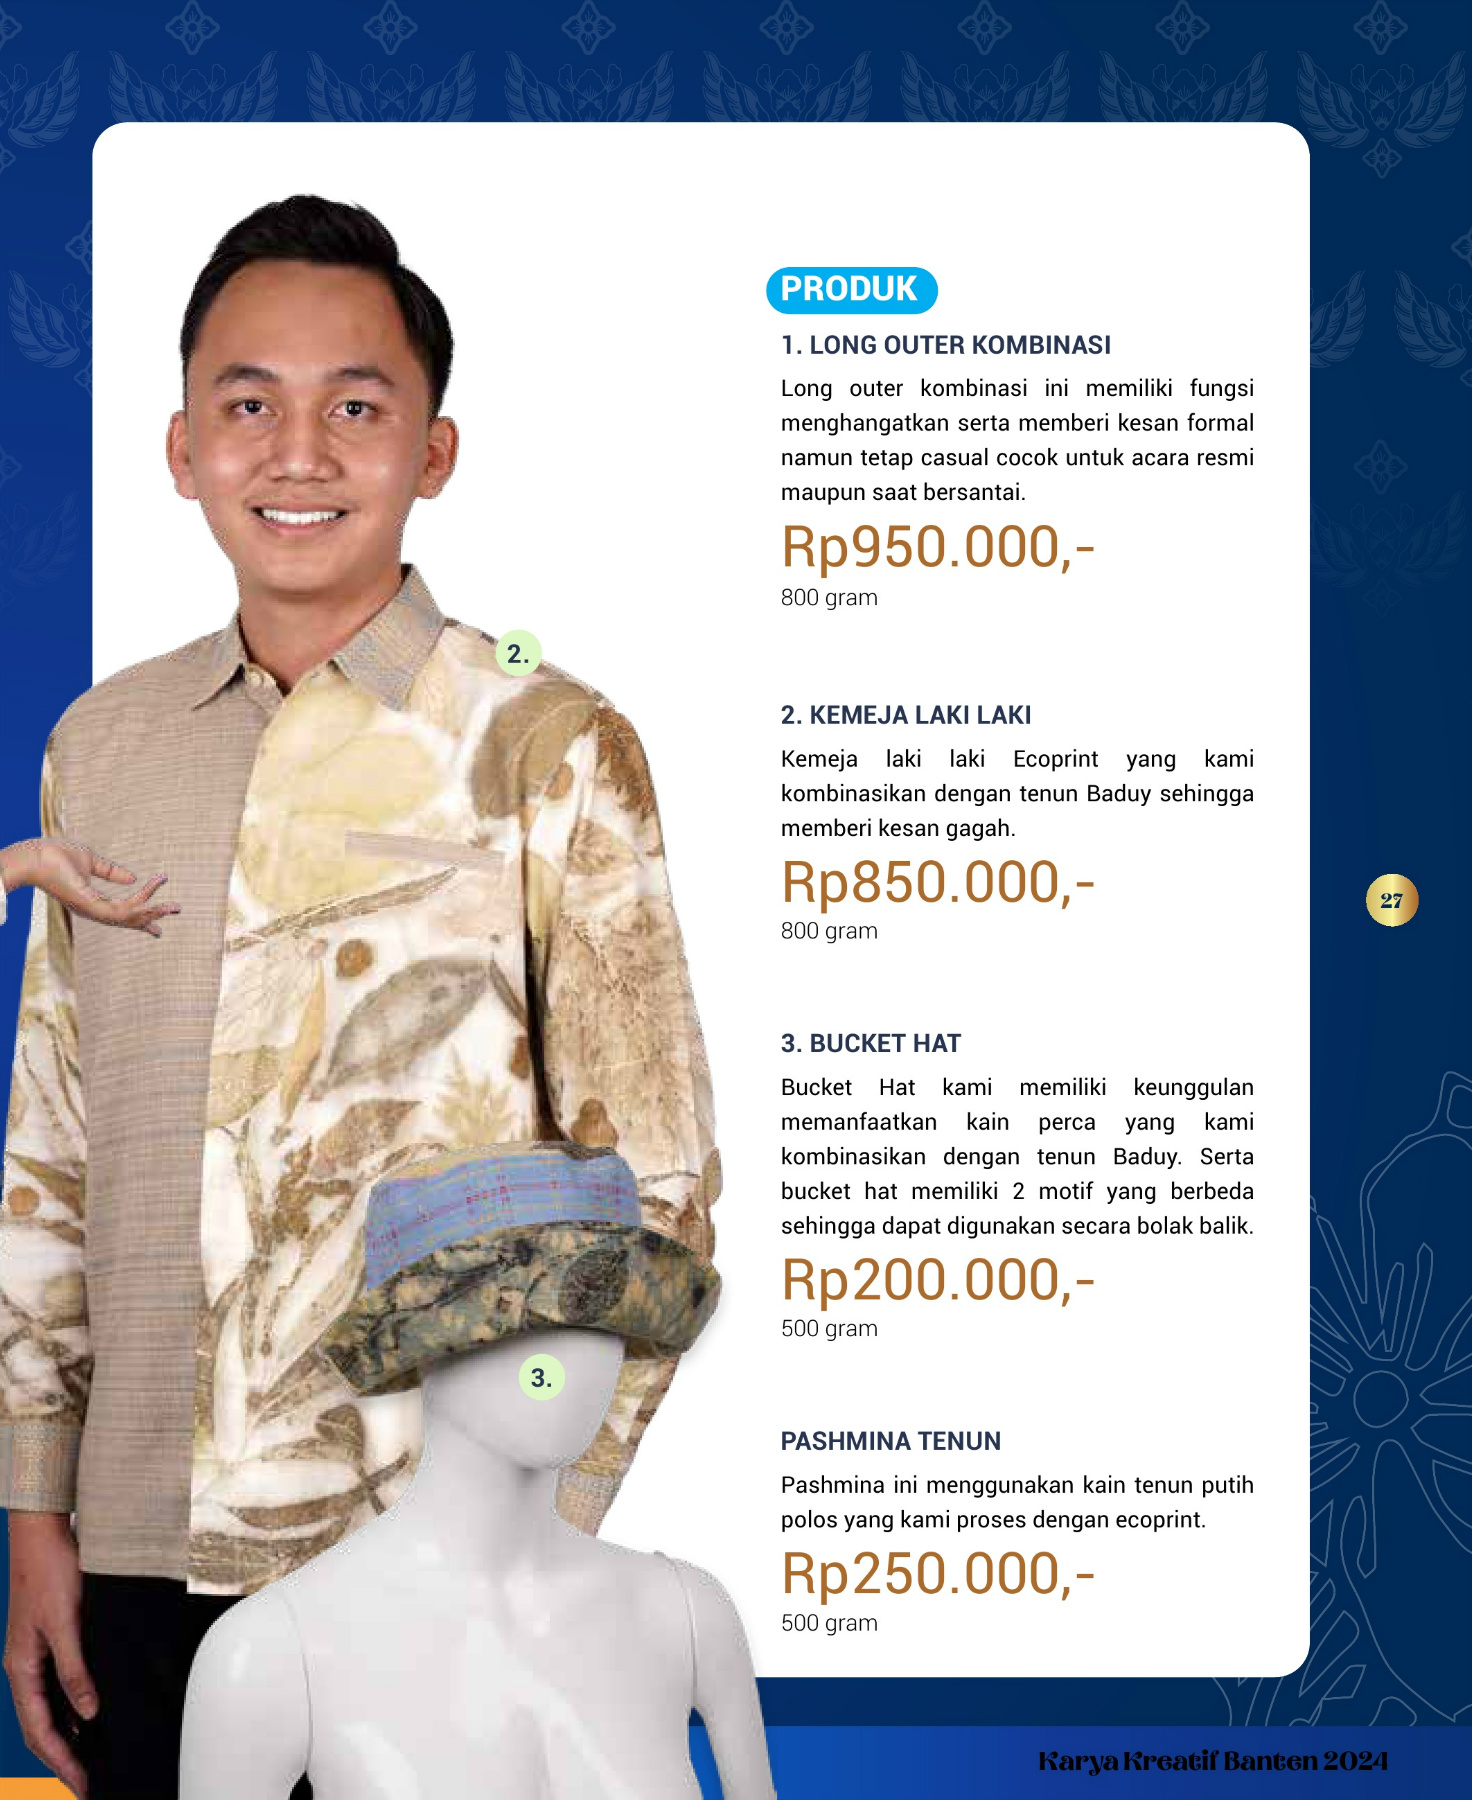 PRODUK
1. LONG OUTER KOMBINASI
Long outer kombinasi ini memiliki fungsi
menghangatkan serta memberi kesan formal
namun tetap casual cocok untuk acara resmi
maupun saat bersantai.
Rp950.000,-
800 gram
2.
2. KEMEJA LAKI LAKI
Kemeja laki laki Ecoprint yang kami
kombinasikan dengan tenun Baduy sehingga
memberi kesan gagah.
Rp850.000,-
800 gram
27
3. BUCKET HAT
Bucket Hat kami memiliki keunggulan
memanfaatkan kain perca yang kami
kombinasikan dengan tenun Baduy. Serta
bucket hat memiliki 2 motif yang berbeda
sehingga dapat digunakan secara bolak balik.
Rp200.000,-
500 gram
3.
PASHMINA TENUN
Pashmina ini menggunakan kain tenun putih
polos yang kami proses dengan ecoprint.
Rp250.000,-
500 gram
Karya Kreatif Banten 2024